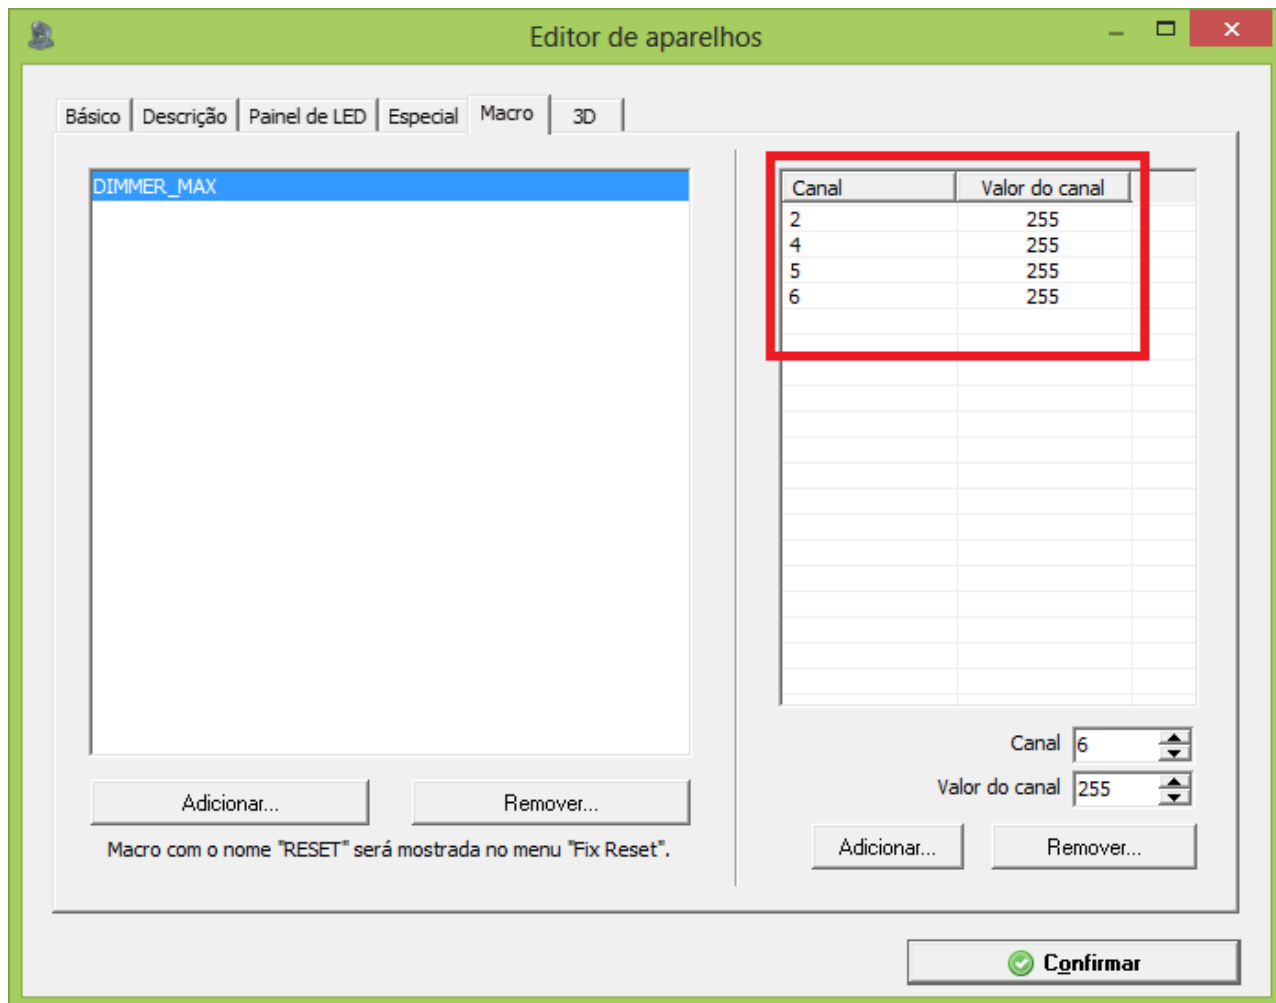 Editor de aparelhos
Básico Descrição Painel de LED Especial Macro 3D
DIMMER_MAX
Canal Valor do canal
2 255
4 255
5 255
6 255
Canal 6
Valor do canal 255
Adicionar... Remover...
Macro com o nome "RESET" será mostrada no menu "Fix Reset".
Adicionar... Remover...
Confirmar